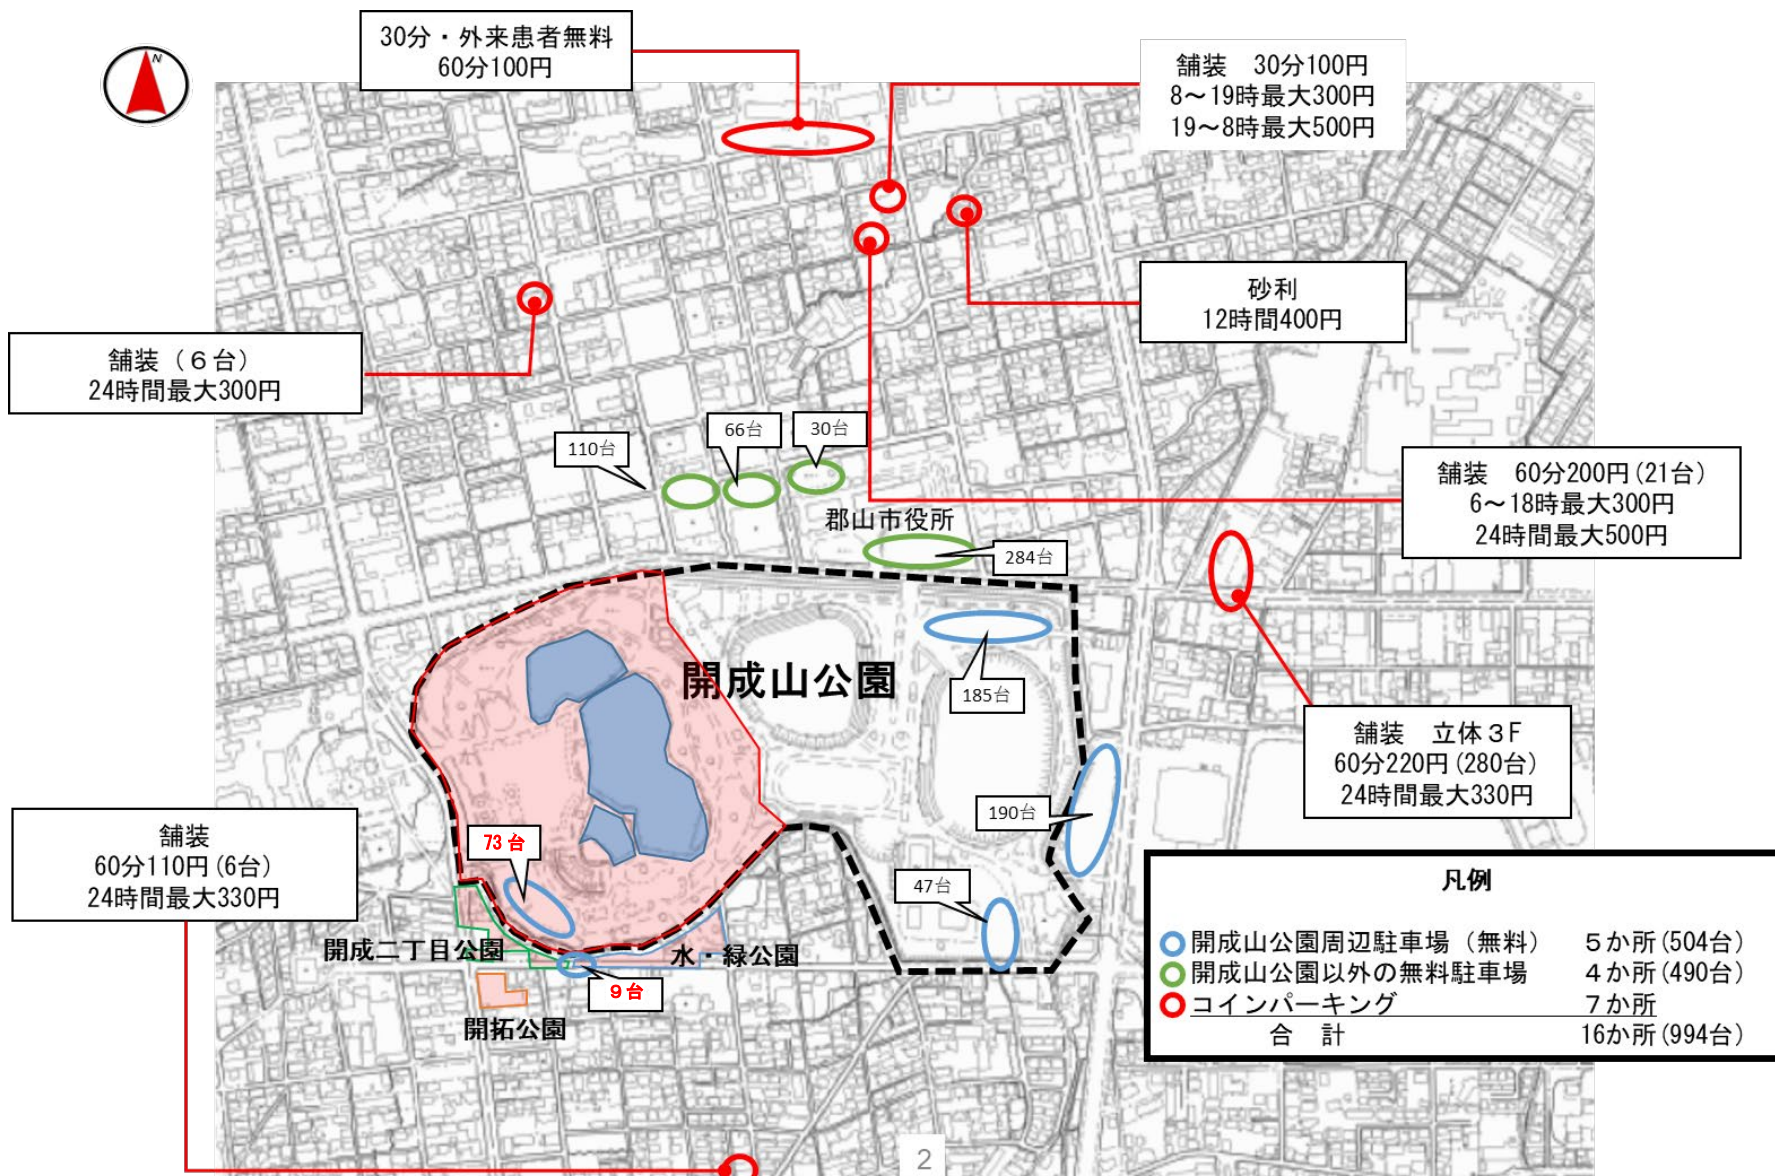 N
30分・外来患者無料
60分100円
舗装　30分100円
8～19時最大300円
19～8時最大500円
砂利
12時間400円
舗装（６台）
24時間最大300円
110台
66台
30台
舗装　60分200円(21台)
6～18時最大300円
24時間最大500円
郡山市役所
284台
開成山公園
185台
舗装　立体３F
60分220円(280台)
24時間最大330円
190台
73台
舗装
60分110円(6台)
24時間最大330円
47台
開成二丁目公園
水・緑公園
9台
開拓公園
凡例
開成山公園周辺駐車場（無料）　5か所(504台)
開成山公園以外の無料駐車場　4か所(490台)
コインパーキング　7か所
合　計　16か所(994台)
2